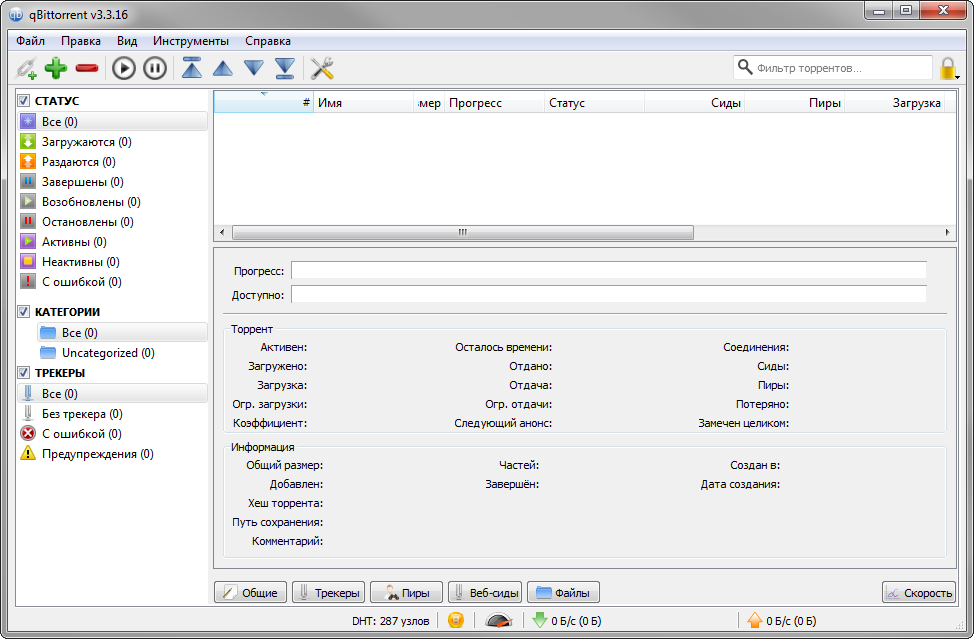 qBittorrent v3.3.16
Файл Правка Вид Инструменты Справка
Фильтр торрентов...
СТАТУС
Все (0)
Загружаются (0)
Раздаются (0)
Завершены (0)
Возобновлены (0)
Остановлены (0)
Активны (0)
Неактивны (0)
С ошибкой (0)
КАТЕГОРИИ
Все (0)
Uncategorized (0)
ТРЕКЕРЫ
Все (0)
Без трекера (0)
С ошибкой (0)
Предупреждения (0)
# Имя мер Прогресс Статус Сиды Пиры Загрузка
Прогресс:
Доступно:
Торрент
Активен: Осталось времени: Соединения:
Загружено: Отдано: Сиды:
Загрузка: Отдача: Пиры:
Огр. загрузки: Огр. отдачи: Потеряно:
Коэффициент: Следующий анонс: Замечен целиком:
Информация
Общий размер: Частей: Создан в:
Добавлен: Завершён: Дата создания:
Хеш торрента:
Путь сохранения:
Комментарий:
Общие Трекеры Пиры Веб-сиды Файлы Скорость
DHT: 287 узлов 0 Б/с (0 Б) 0 Б/с (0 Б)